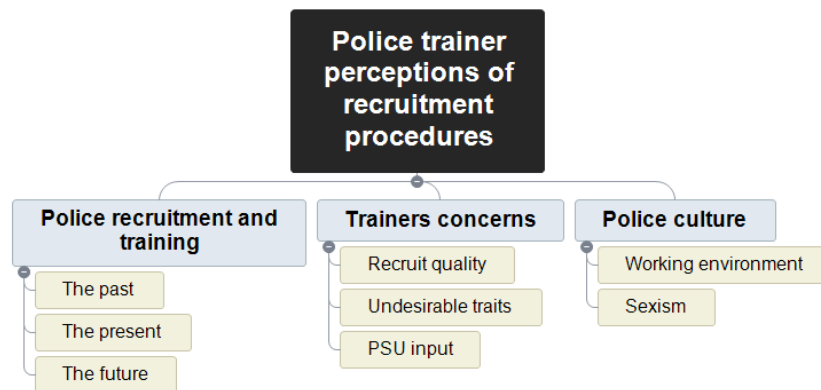 Police trainer
perceptions of
recruitment
procedures
Police recruitment and
training
The past
The present
The future
Trainers concerns
Recruit quality
Undesirable traits
PSU input
Police culture
Working environment
Sexism